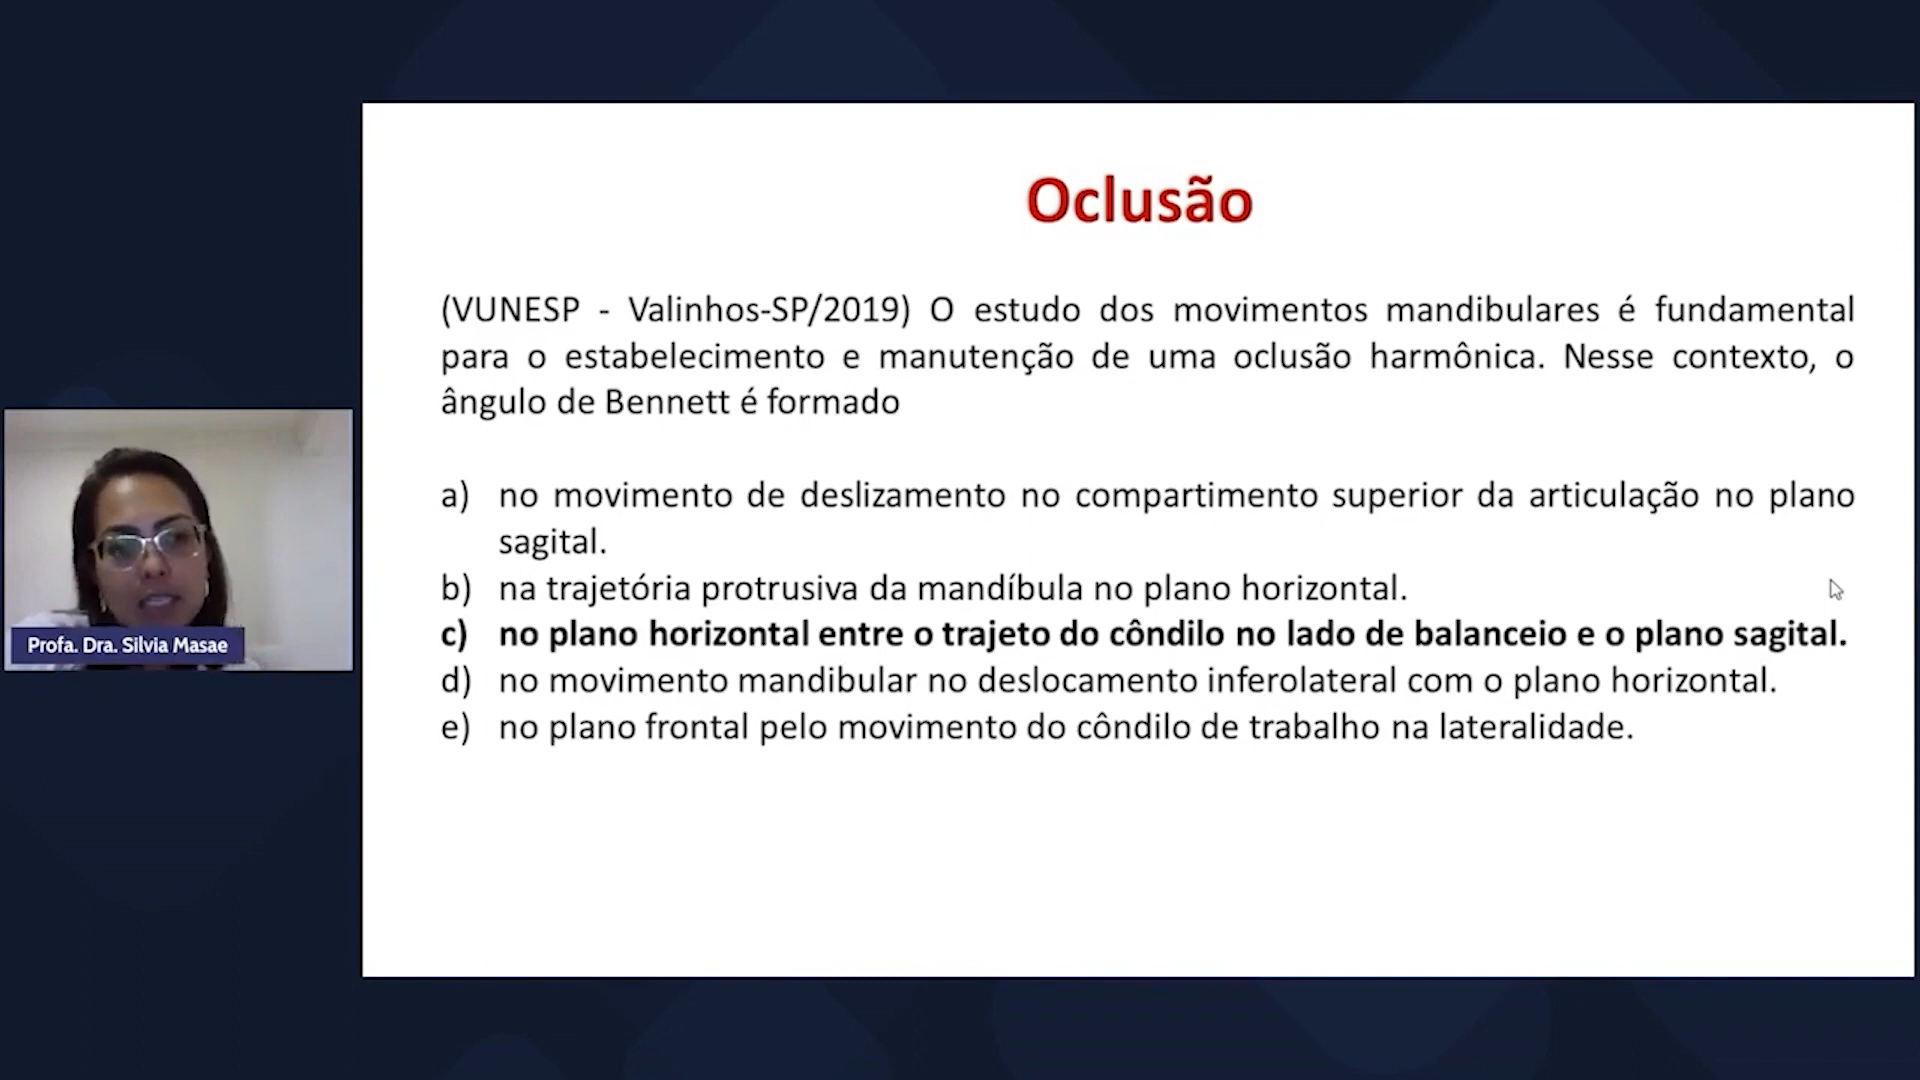 Oclusão
(VUNESP - Valinhos-SP/2019) O estudo dos movimentos mandibulares é fundamental
para o estabelecimento e manutenção de uma oclusão harmônica. Nesse contexto, o
ângulo de Bennett é formado
a) no movimento de deslizamento no compartimento superior da articulação no plano
sagital.
b) na trajetória protrusiva da mandíbula no plano horizontal.
c) no plano horizontal entre o trajeto do côndilo no lado de balanceio e o plano sagital.
d) no movimento mandibular no deslocamento inferolateral com o plano horizontal.
e) no plano frontal pelo movimento do côndilo de trabalho na lateralidade.
Profa. Dra. Silvia Masae